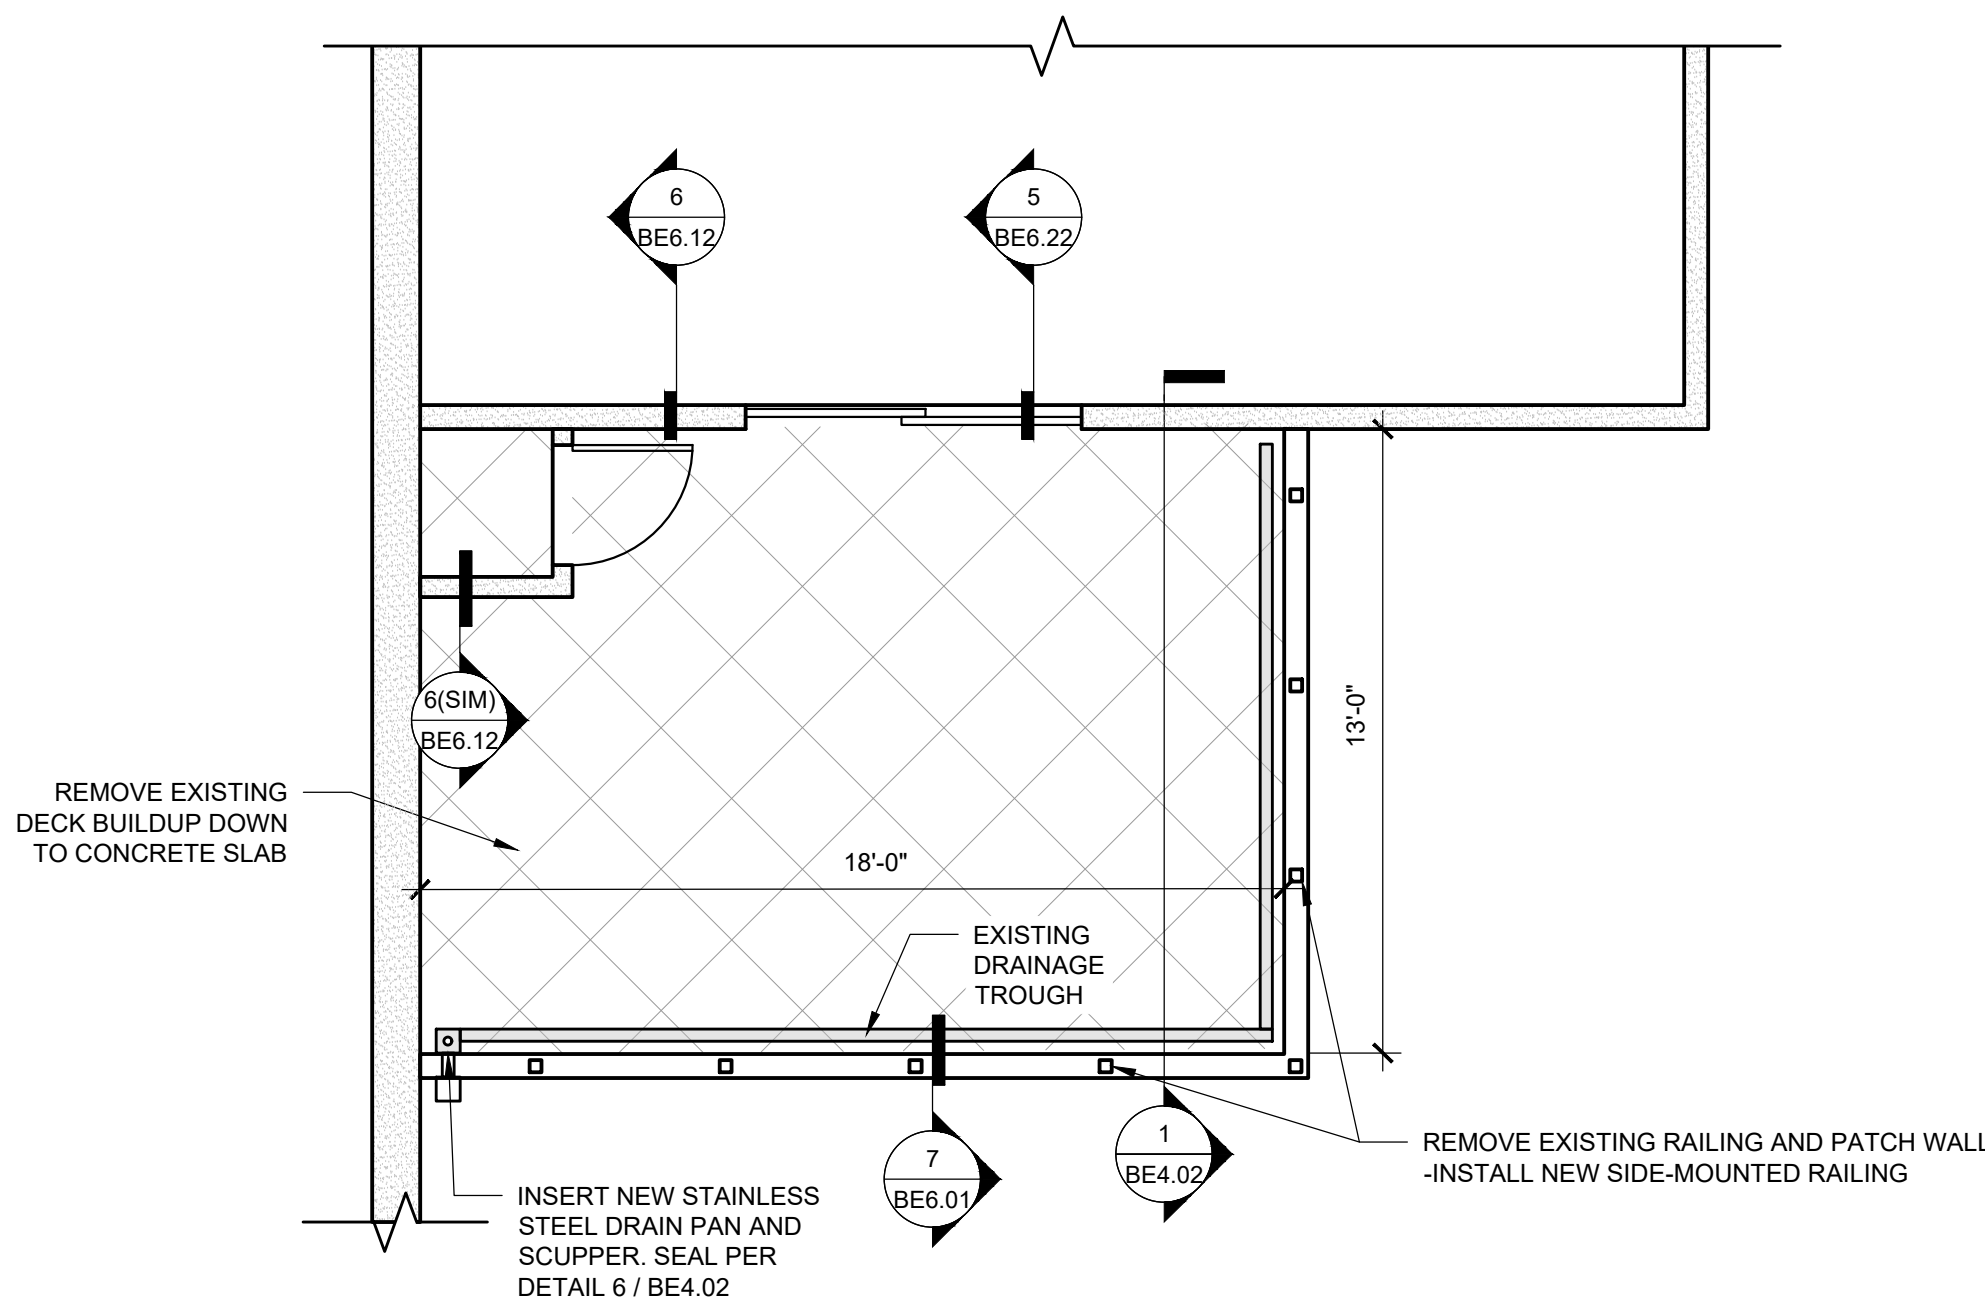 6
BE6.12
5
BE6.22
6(SIM)
BE6.12
13'-0"
REMOVE EXISTING
DECK BUILDUP DOWN
TO CONCRETE SLAB
18'-0"
EXISTING
DRAINAGE
TROUGH
1
BE4.02
7
BE6.01
REMOVE EXISTING RAILING AND PATCH WALL
-INSTALL NEW SIDE-MOUNTED RAILING
INSERT NEW STAINLESS
STEEL DRAIN PAN AND
SCUPPER. SEAL PER
DETAIL 6 / BE4.02